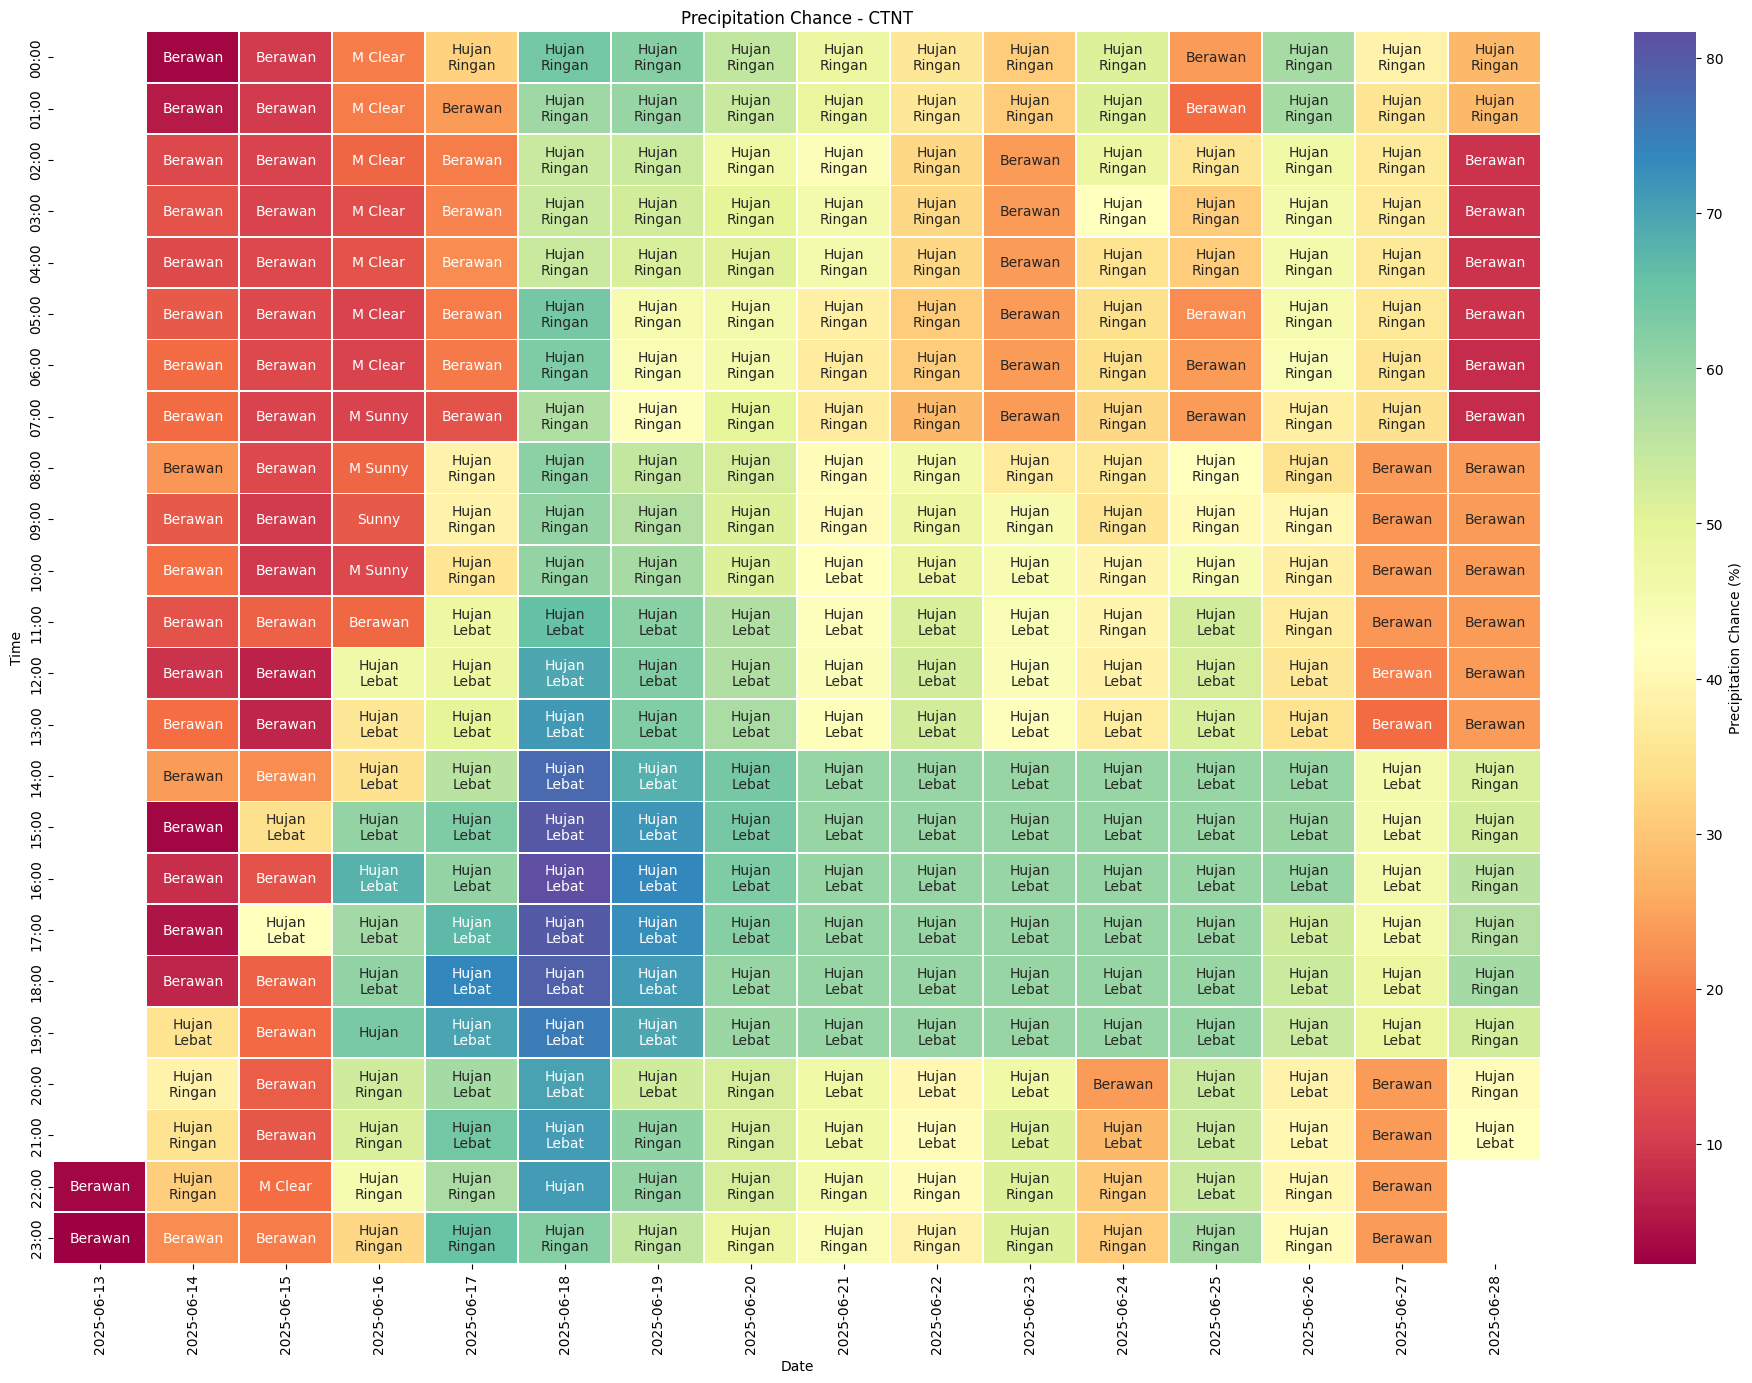 Precipitation Chance - CTNT
00:00 Berawan Berawan M Clear Hujan Ringan Hujan Ringan Hujan Ringan Hujan Ringan Hujan Ringan Hujan Ringan Hujan Ringan Hujan Ringan Berawan Hujan Ringan Hujan Ringan Hujan Ringan
01:00 Berawan Berawan M Clear Berawan Hujan Ringan Hujan Ringan Hujan Ringan Hujan Ringan Hujan Ringan Hujan Ringan Hujan Ringan Berawan Hujan Ringan Hujan Ringan Hujan Ringan
02:00 Berawan Berawan M Clear Berawan Hujan Ringan Hujan Ringan Hujan Ringan Hujan Ringan Hujan Ringan Berawan Hujan Ringan Hujan Ringan Hujan Ringan Hujan Ringan Berawan
03:00 Berawan Berawan M Clear Berawan Hujan Ringan Hujan Ringan Hujan Ringan Hujan Ringan Hujan Ringan Berawan Hujan Ringan Hujan Ringan Hujan Ringan Hujan Ringan Berawan
04:00 Berawan Berawan M Clear Berawan Hujan Ringan Hujan Ringan Hujan Ringan Hujan Ringan Hujan Ringan Berawan Hujan Ringan Hujan Ringan Hujan Ringan Hujan Ringan Berawan
05:00 Berawan Berawan M Clear Berawan Hujan Ringan Hujan Ringan Hujan Ringan Hujan Ringan Hujan Ringan Berawan Hujan Ringan Berawan Hujan Ringan Hujan Ringan Berawan
06:00 Berawan Berawan M Clear Berawan Hujan Ringan Hujan Ringan Hujan Ringan Hujan Ringan Hujan Ringan Berawan Hujan Ringan Berawan Hujan Ringan Hujan Ringan Berawan
07:00 Berawan Berawan M Sunny Berawan Hujan Ringan Hujan Ringan Hujan Ringan Hujan Ringan Hujan Ringan Berawan Hujan Ringan Berawan Hujan Ringan Hujan Ringan Berawan
08:00 Berawan Berawan M Sunny Hujan Ringan Hujan Ringan Hujan Ringan Hujan Ringan Hujan Ringan Hujan Ringan Hujan Ringan Hujan Ringan Hujan Ringan Hujan Ringan Berawan Berawan
09:00 Berawan Berawan Sunny Hujan Ringan Hujan Ringan Hujan Ringan Hujan Ringan Hujan Ringan Hujan Ringan Hujan Ringan Hujan Ringan Hujan Ringan Hujan Ringan Berawan Berawan
10:00 Berawan Berawan M Sunny Hujan Ringan Hujan Ringan Hujan Ringan Hujan Ringan Hujan Lebat Hujan Lebat Hujan Lebat Hujan Ringan Hujan Ringan Hujan Ringan Berawan Berawan
11:00 Berawan Berawan Berawan Hujan Lebat Hujan Lebat Hujan Lebat Hujan Lebat Hujan Lebat Hujan Lebat Hujan Lebat Hujan Ringan Hujan Lebat Hujan Ringan Berawan Berawan
12:00 Berawan Berawan Hujan Lebat Hujan Lebat Hujan Lebat Hujan Lebat Hujan Lebat Hujan Lebat Hujan Lebat Hujan Lebat Hujan Lebat Hujan Lebat Hujan Lebat Berawan Berawan
13:00 Berawan Berawan Hujan Lebat Hujan Lebat Hujan Lebat Hujan Lebat Hujan Lebat Hujan Lebat Hujan Lebat Hujan Lebat Hujan Lebat Hujan Lebat Hujan Lebat Berawan Berawan
14:00 Berawan Berawan Hujan Lebat Hujan Lebat Hujan Lebat Hujan Lebat Hujan Lebat Hujan Lebat Hujan Lebat Hujan Lebat Hujan Lebat Hujan Lebat Hujan Lebat Hujan Lebat Hujan Ringan
15:00 Berawan Hujan Lebat Hujan Lebat Hujan Lebat Hujan Lebat Hujan Lebat Hujan Lebat Hujan Lebat Hujan Lebat Hujan Lebat Hujan Lebat Hujan Lebat Hujan Lebat Hujan Lebat Hujan Ringan
16:00 Berawan Berawan Hujan Lebat Hujan Lebat Hujan Lebat Hujan Lebat Hujan Lebat Hujan Lebat Hujan Lebat Hujan Lebat Hujan Lebat Hujan Lebat Hujan Lebat Hujan Lebat Hujan Ringan
17:00 Berawan Hujan Lebat Hujan Lebat Hujan Lebat Hujan Lebat Hujan Lebat Hujan Lebat Hujan Lebat Hujan Lebat Hujan Lebat Hujan Lebat Hujan Lebat Hujan Lebat Hujan Lebat Hujan Ringan
18:00 Berawan Berawan Hujan Lebat Hujan Lebat Hujan Lebat Hujan Lebat Hujan Lebat Hujan Lebat Hujan Lebat Hujan Lebat Hujan Lebat Hujan Lebat Hujan Lebat Hujan Lebat Hujan Ringan
19:00 Hujan Lebat Berawan Hujan Hujan Lebat Hujan Lebat Hujan Lebat Hujan Lebat Hujan Lebat Hujan Lebat Hujan Lebat Hujan Lebat Hujan Lebat Hujan Lebat Hujan Lebat Hujan Ringan
20:00 Hujan Ringan Berawan Hujan Ringan Hujan Lebat Hujan Lebat Hujan Lebat Hujan Ringan Hujan Lebat Hujan Lebat Hujan Lebat Berawan Hujan Lebat Hujan Lebat Berawan Hujan Ringan
21:00 Hujan Ringan Berawan Hujan Ringan Hujan Lebat Hujan Lebat Hujan Ringan Hujan Ringan Hujan Lebat Hujan Lebat Hujan Lebat Hujan Lebat Hujan Lebat Hujan Lebat Berawan Hujan Lebat
22:00 Berawan Hujan Ringan M Clear Hujan Ringan Hujan Ringan Hujan Hujan Ringan Hujan Ringan Hujan Ringan Hujan Ringan Hujan Ringan Hujan Ringan Hujan Lebat Hujan Ringan Berawan
23:00 Berawan Berawan Berawan Hujan Ringan Hujan Ringan Hujan Ringan Hujan Ringan Hujan Ringan Hujan Ringan Hujan Ringan Hujan Ringan Hujan Ringan Hujan Ringan Hujan Ringan Berawan
Time
2025-06-13 2025-06-14 2025-06-15 2025-06-16 2025-06-17 2025-06-18 2025-06-19 2025-06-20 2025-06-21 2025-06-22 2025-06-23 2025-06-24 2025-06-25 2025-06-26 2025-06-27 2025-06-28
Date
80
70
60
50
40
30
20
10
Precipitation Chance (%)